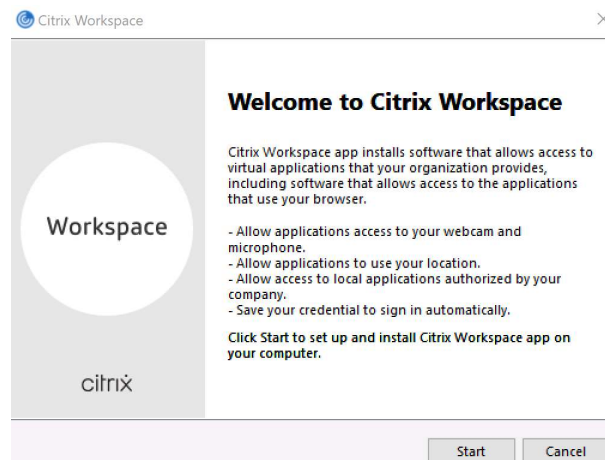 Citrix Workspace
Welcome to Citrix Workspace
Citrix Workspace app installs software that allows access to
virtual applications that your organization provides,
including software that allows access to the applications
that use your browser.
- Allow applications access to your webcam and
microphone.
- Allow applications to use your location.
- Allow access to local applications authorized by your
company.
- Save your credential to sign in automatically.
Click Start to set up and install Citrix Workspace app on
your computer.
Workspace
citrix
Start
Cancel